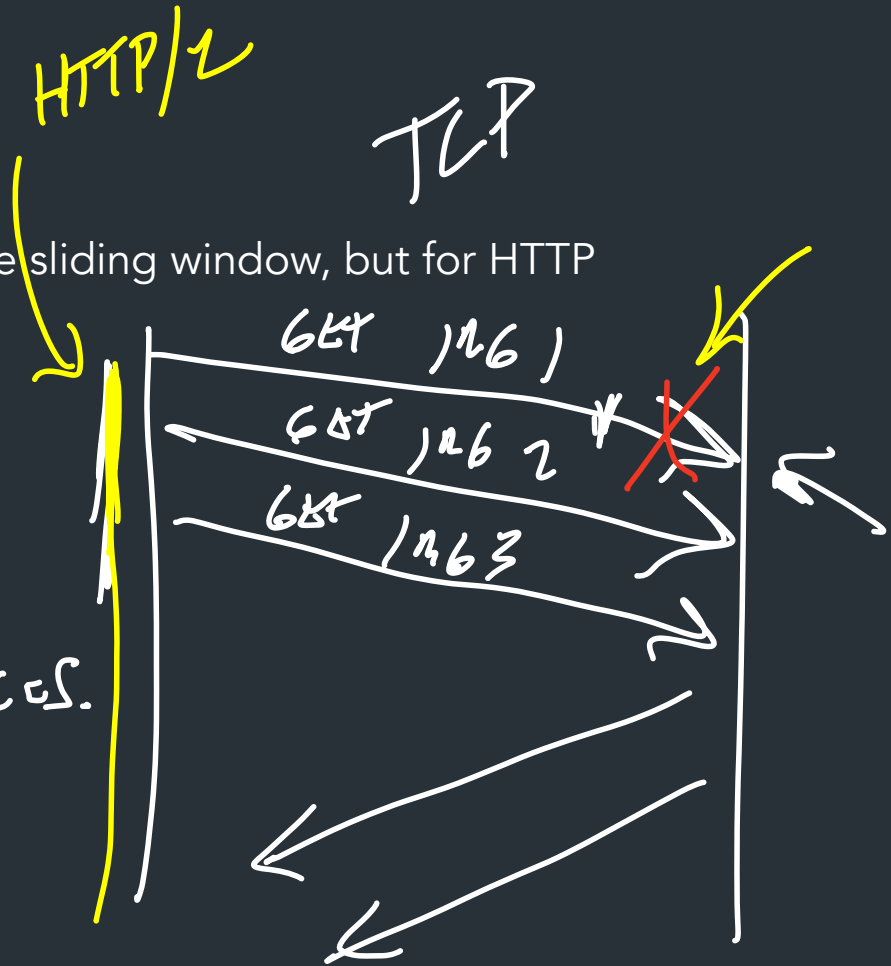 HTTP/2
TCP
e sliding window, but for HTTP
GET IMG 1
GET IMG 2
GET IMG 3